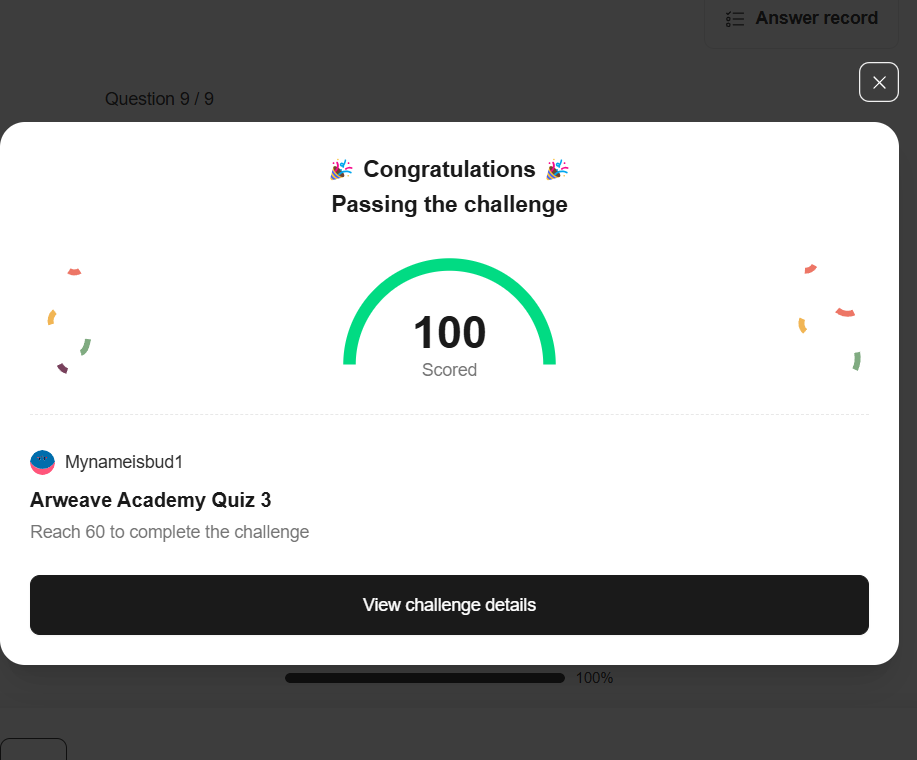 Answer record
Question 9 / 9
Congratulations
Passing the challenge
100
Scored
Mynameisbud1
Arweave Academy Quiz 3
Reach 60 to complete the challenge
View challenge details
100%